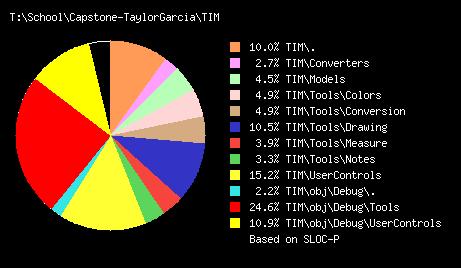 T:\School\Capstone-TaylorGarcia\TIM
10.0% TIM\.
2.7% TIM\Converters
4.5% TIM\Models
4.9% TIM\Tools\Colors
4.9% TIM\Tools\Conversion
10.5% TIM\Tools\Drawing
3.9% TIM\Tools\Measure
3.3% TIM\Tools\Notes
15.2% TIM\UserControls
2.2% TIM\obj\Debug\.
24.6% TIM\obj\Debug\Tools
10.9% TIM\obj\Debug\UserControls
Based on SLOC-P